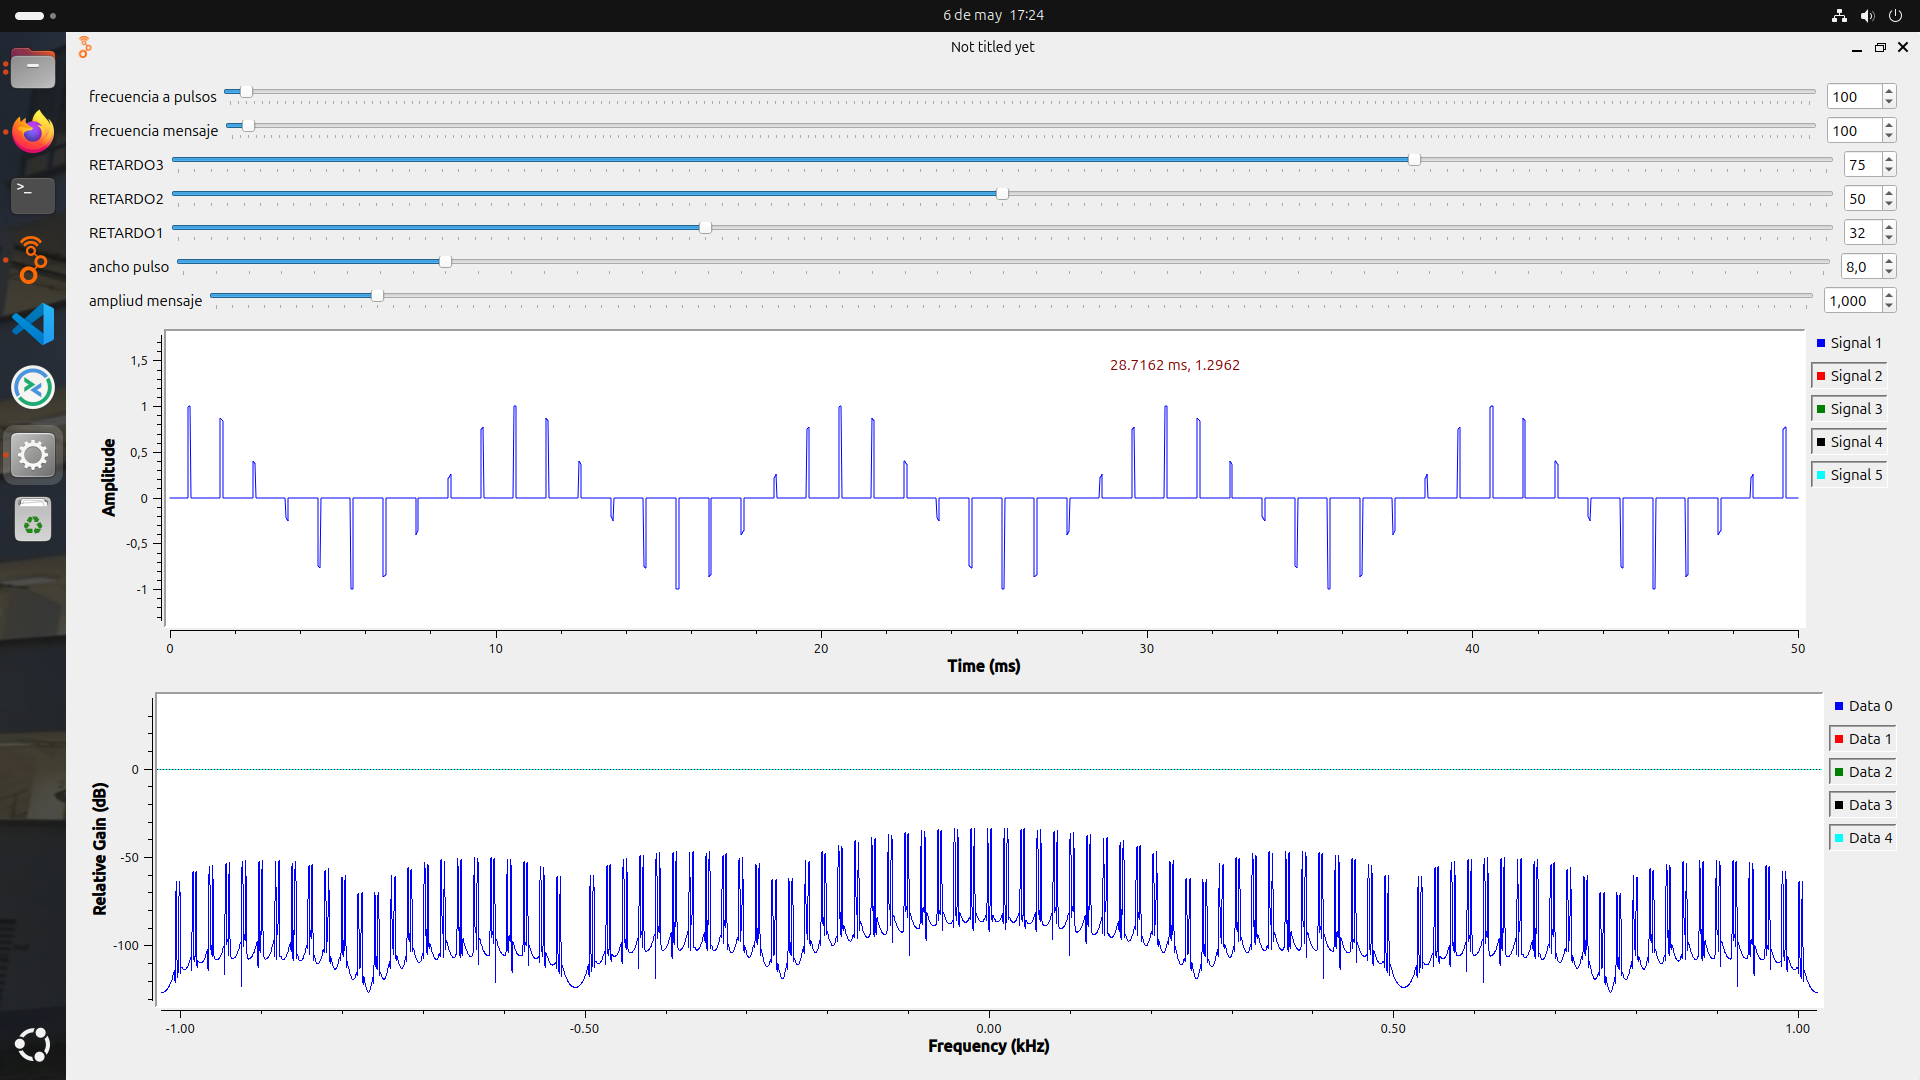 6 de may 17:24
Not titled yet
frecuencia a pulsos 100
frecuencia mensaje 100
RETARDO3 75
RETARDO2 50
RETARDO1 32
ancho pulso 8,0
ampliud mensaje 1,000
Signal 1
Signal 2
Signal 3
Signal 4
Signal 5
28.7162 ms, 1.2962
Amplitude
1,5
1
0,5
0
-0,5
-1
0 10 20 30 40 50
Time (ms)
Data 0
Data 1
Data 2
Data 3
Data 4
Relative Gain (dB)
0
-50
-100
-1.00 -0.50 0.00 0.50 1.00
Frequency (kHz)